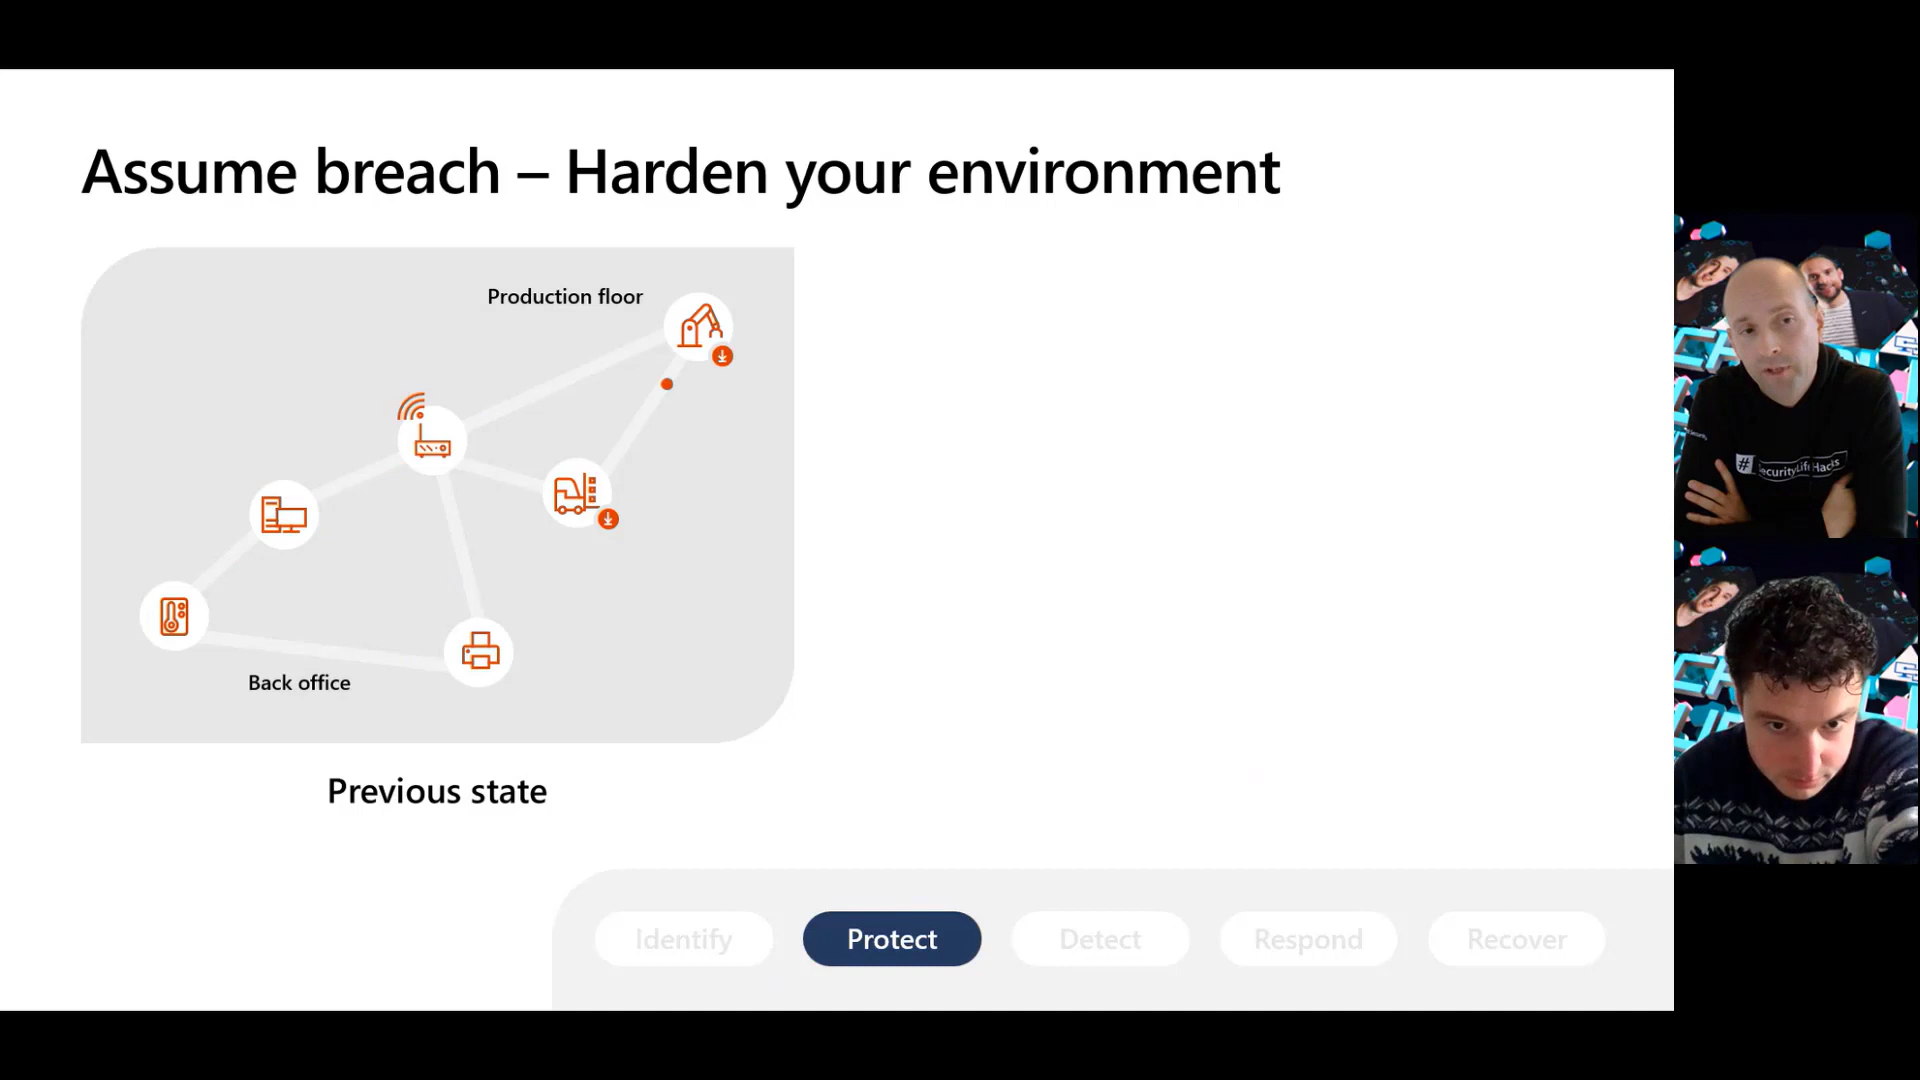 Assume breach – Harden your environment
Production floor
Back office
Previous state
Identify
Protect
Detect
Respond
Recover
#SecurityLifeHacks